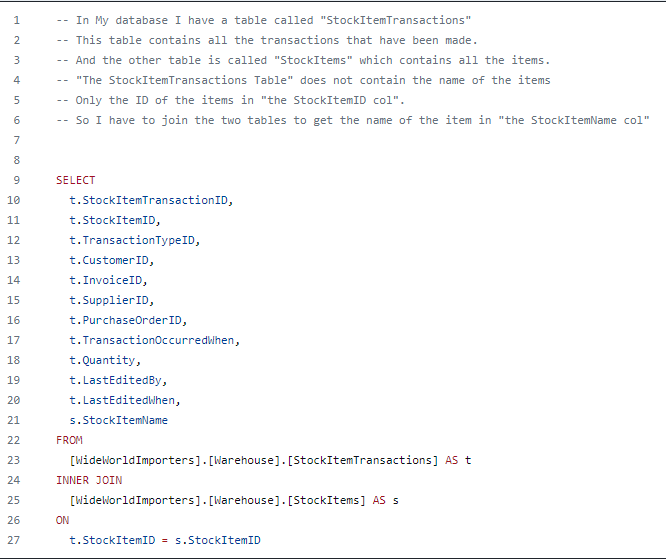 1 -- In My database I have a table called "StockItemTransactions"
2 -- This table contains all the transactions that have been made.
3 -- And the other table is called "StockItems" which contains all the items.
4 -- "The StockItemTransactions Table" does not contain the name of the items
5 -- Only the ID of the items in "the StockItemID col".
6 -- So I have to join the two tables to get the name of the item in "the StockItemName col"
7
8
9 SELECT
10 t.StockItemTransactionID,
11 t.StockItemID,
12 t.TransactionTypeID,
13 t.CustomerID,
14 t.InvoiceID,
15 t.SupplierID,
16 t.PurchaseOrderID,
17 t.TransactionOccurredWhen,
18 t.Quantity,
19 t.LastEditedBy,
20 t.LastEditedWhen,
21 s.StockItemName
22 FROM
23 [WideWorldImporters].[Warehouse].[StockItemTransactions] AS t
24 INNER JOIN
25 [WideWorldImporters].[Warehouse].[StockItems] AS s
26 ON
27 t.StockItemID = s.StockItemID